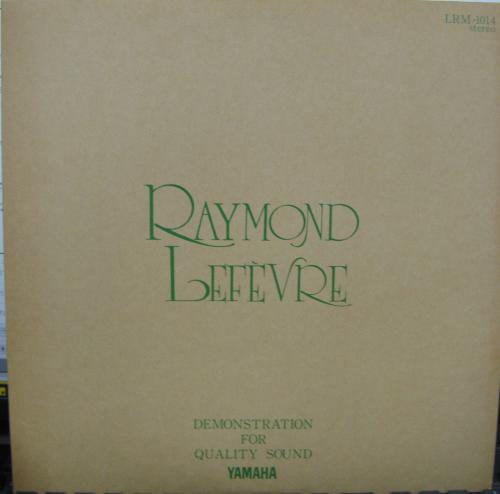 LRM-1014
stereo
RAYMOND
LEFÈVRE
DEMONSTRATION
FOR
QUALITY SOUND
YAMAHA